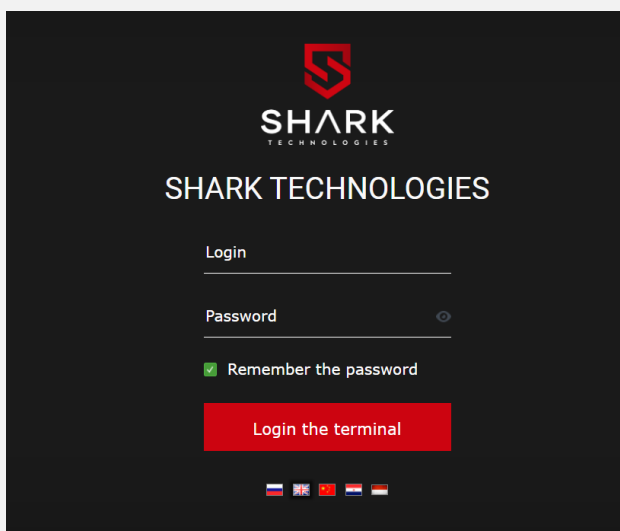 SHARK
TECHNOLOGIES
SHARK TECHNOLOGIES
Login
Password
Remember the password
Login the terminal